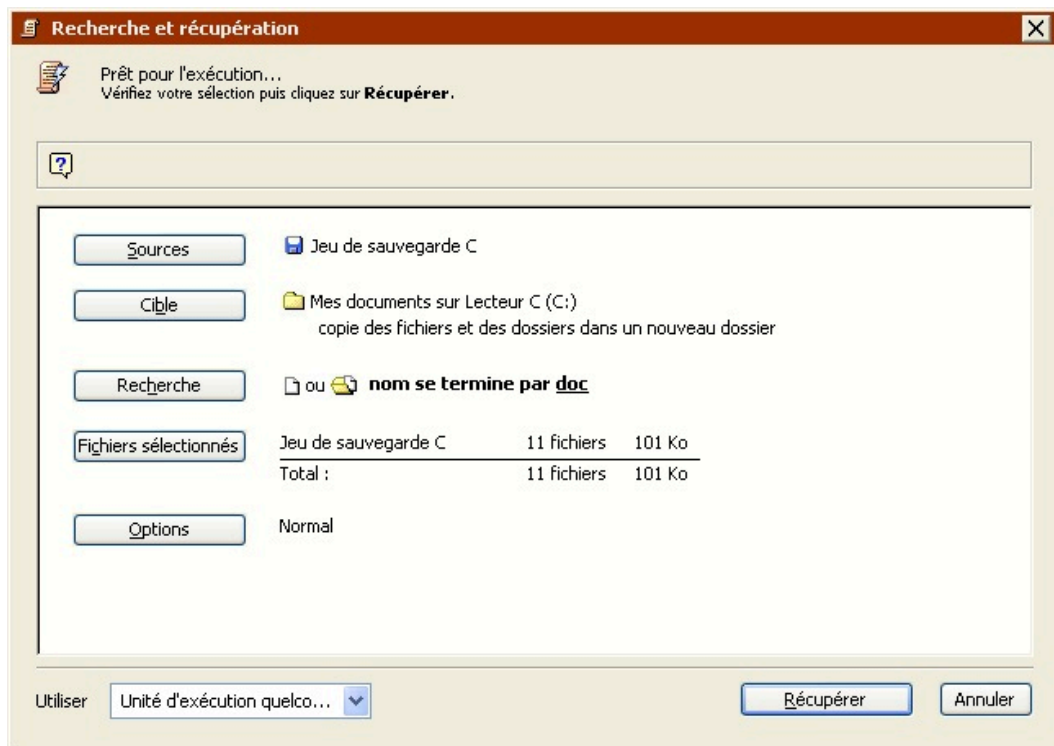 Recherche et récupération
Prêt pour l'exécution...
Vérifiez votre sélection puis cliquez sur Récupérer.
Sources
Jeu de sauvegarde C
Cible
Mes documents sur Lecteur C (C:)
copie des fichiers et des dossiers dans un nouveau dossier
Recherche
ou nom se termine par doc
Fichiers sélectionnés
Jeu de sauvegarde C 11 fichiers 101 Ko
Total : 11 fichiers 101 Ko
Options
Normal
Utiliser
Unité d'exécution quelco...
Récupérer
Annuler